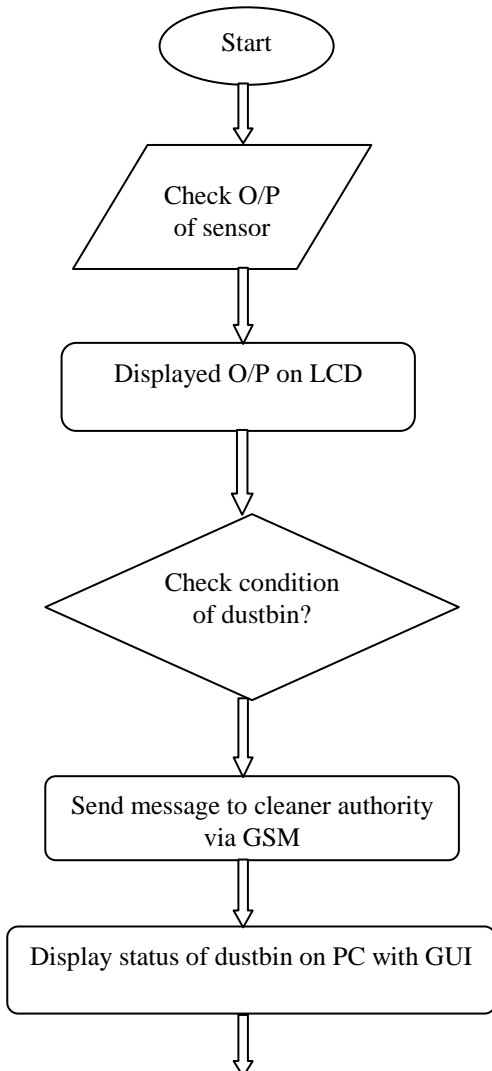 Start
Check O/P
of sensor
Displayed O/P on LCD
Check condition
of dustbin?
Send message to cleaner authority
via GSM
Display status of dustbin on PC with GUI